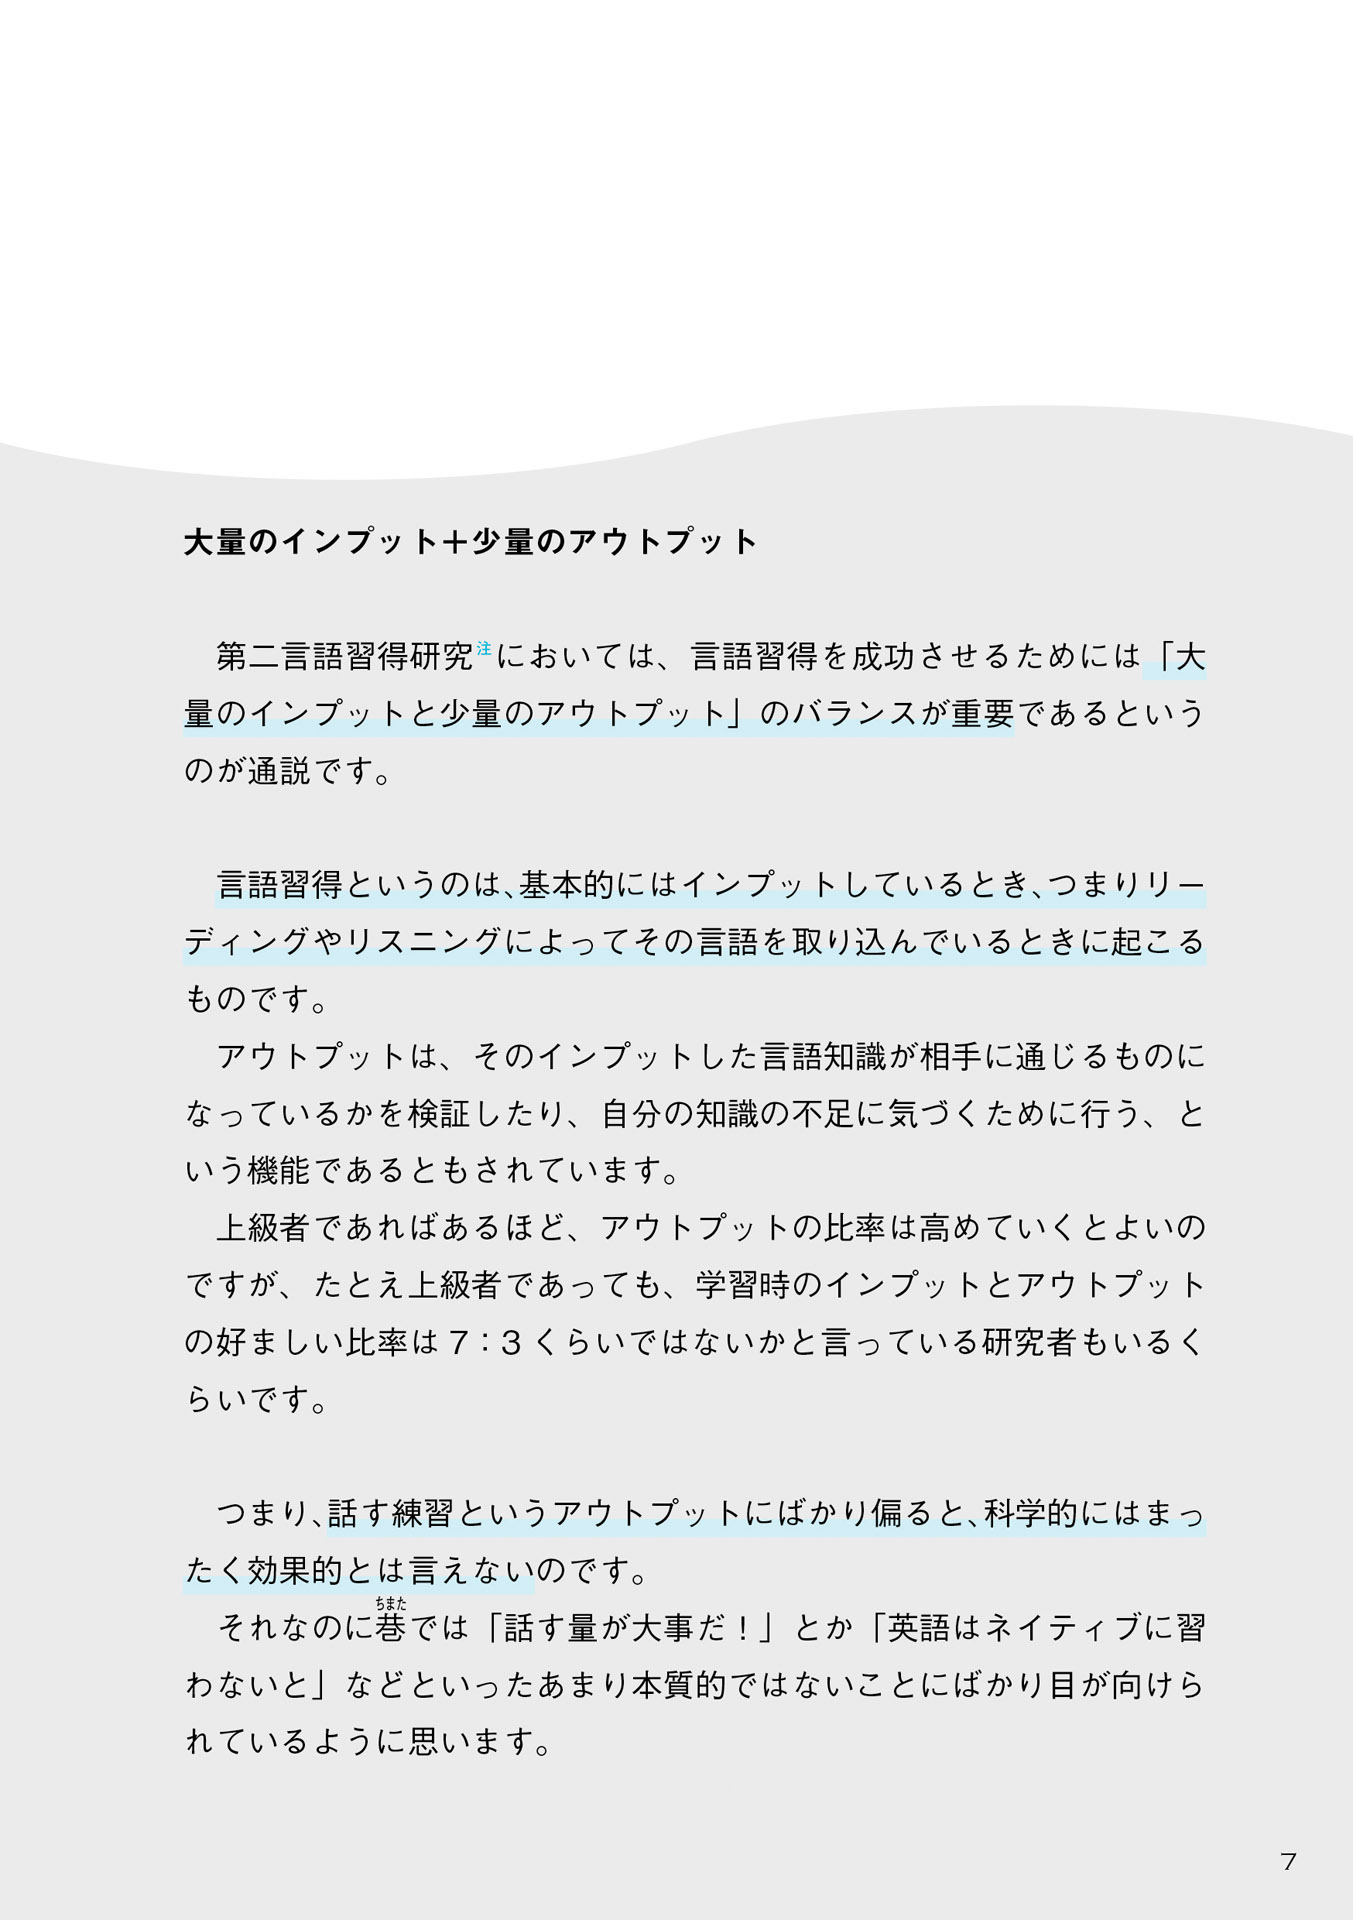 大量のインプット＋少量のアウトプット
　第二言語習得研究注においては、言語習得を成功させるためには「大
量のインプットと少量のアウトプット」のバランスが重要であるという
のが通説です。
　言語習得というのは、基本的にはインプットしているとき、つまりリー
ディングやリスニングによってその言語を取り込んでいるときに起こる
ものです。
　アウトプットは、そのインプットした言語知識が相手に通じるものに
なっているかを検証したり、自分の知識の不足に気づくために行う、と
いう機能であるともされています。
　上級者であればあるほど、アウトプットの比率は高めていくとよいの
ですが、たとえ上級者であっても、学習時のインプットとアウトプット
の好ましい比率は 7：3 くらいではないかと言っている研究者もいるく
らいです。
　つまり、話す練習というアウトプットにばかり偏ると、科学的にはまっ
たく効果的とは言えないのです。
ちまた
　それなのに巷では「話す量が大事だ！」とか「英語はネイティブに習
わないと」などといったあまり本質的ではないことにばかり目が向けら
れているように思います。
7